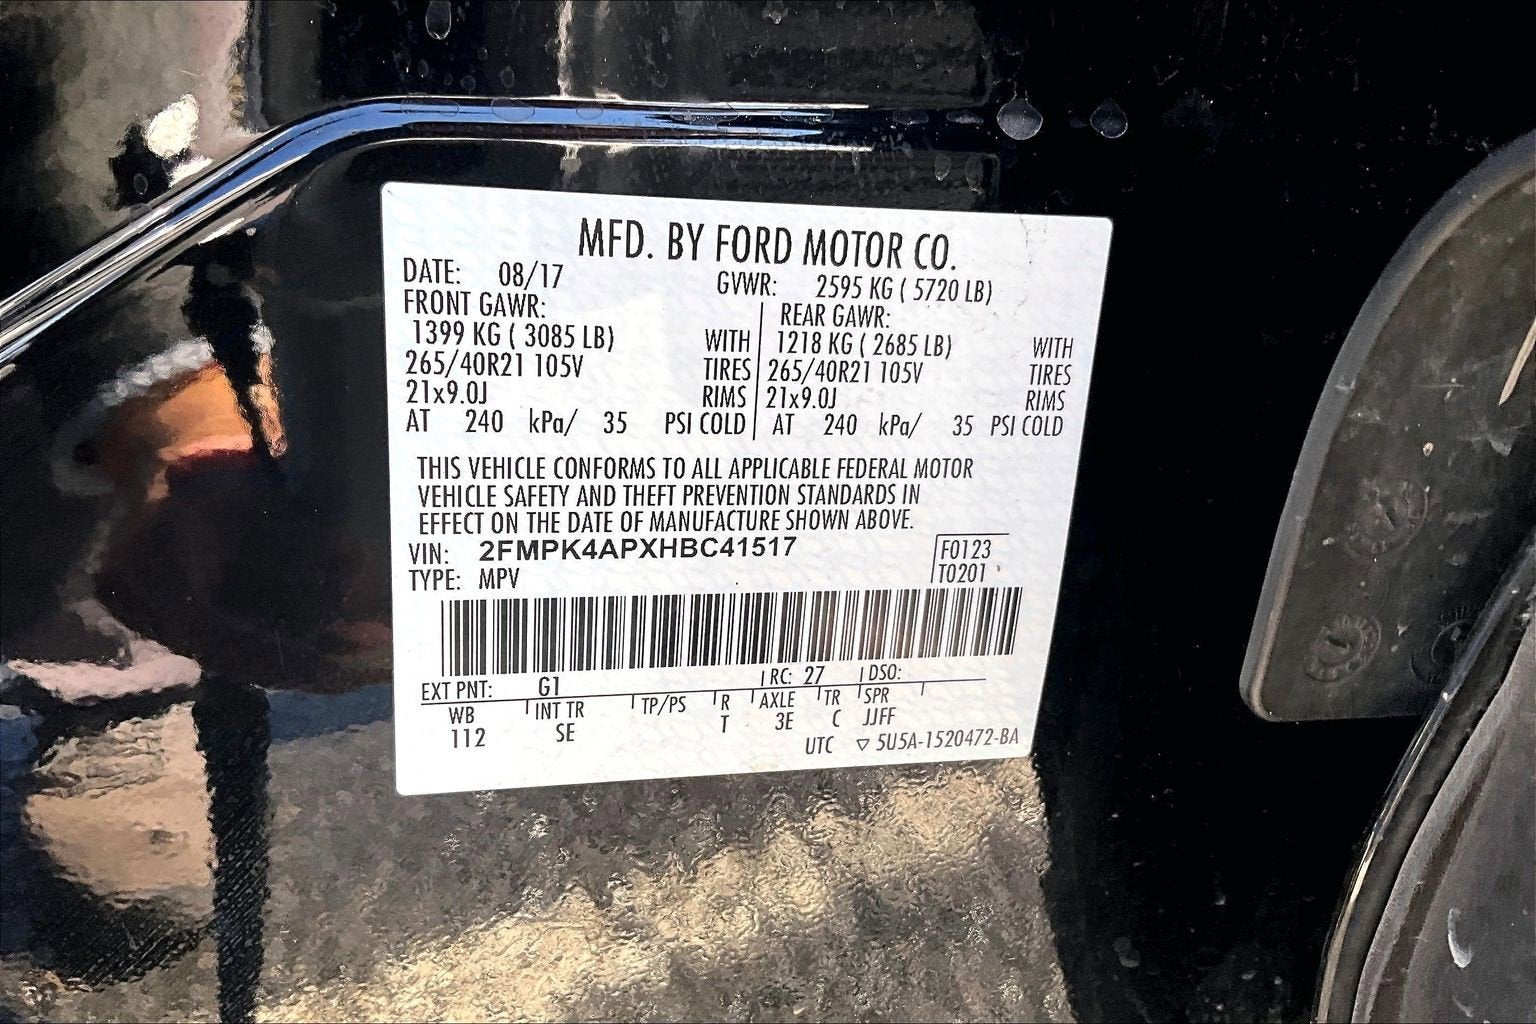 MFD. BY FORD MOTOR CO.
DATE: 08/17 GVWR: 2595 KG ( 5720 LB)
FRONT GAWR: REAR GAWR:
1399 KG ( 3085 LB) WITH 1218 KG ( 2685 LB) WITH
265/40R21 105V TIRES 265/40R21 105V TIRES
21x9.0J RIMS 21x9.0J RIMS
AT 240 kPa/ 35 PSI COLD AT 240 kPa/ 35 PSI COLD
THIS VEHICLE CONFORMS TO ALL APPLICABLE FEDERAL MOTOR
VEHICLE SAFETY AND THEFT PREVENTION STANDARDS IN
EFFECT ON THE DATE OF MANUFACTURE SHOWN ABOVE.
VIN: 2FMPK4APXHBC41517 F0123
TYPE: MPV T0201
EXT PNT: G1 RC: 27 DSO:
WB INT TR TP/PS R AXLE TR SPR
112 SE T 3E C JJFF
UTC ▽ 5U5A-1520472-BA